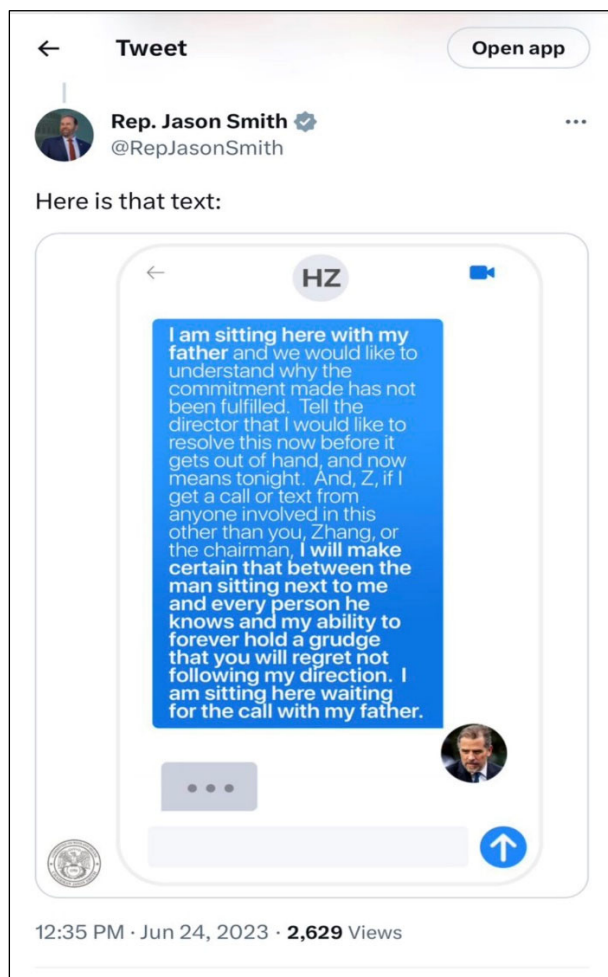 Tweet
Open app
Rep. Jason Smith
@RepJasonSmith
Here is that text:
HZ
I am sitting here with my
father and we would like to
understand why the
commitment made has not
been fulfilled. Tell the
director that I would like to
resolve this now before it
gets out of hand, and now
means tonight. And, Z, if I
get a call or text from
anyone involved in this
other than you, Zhang, or
the chairman, I will make
certain that between the
man sitting next to me
and every person he
knows and my ability to
forever hold a grudge
that you will regret not
following my direction. I
am sitting here waiting
for the call with my father.
12:35 PM · Jun 24, 2023 · 2,629 Views